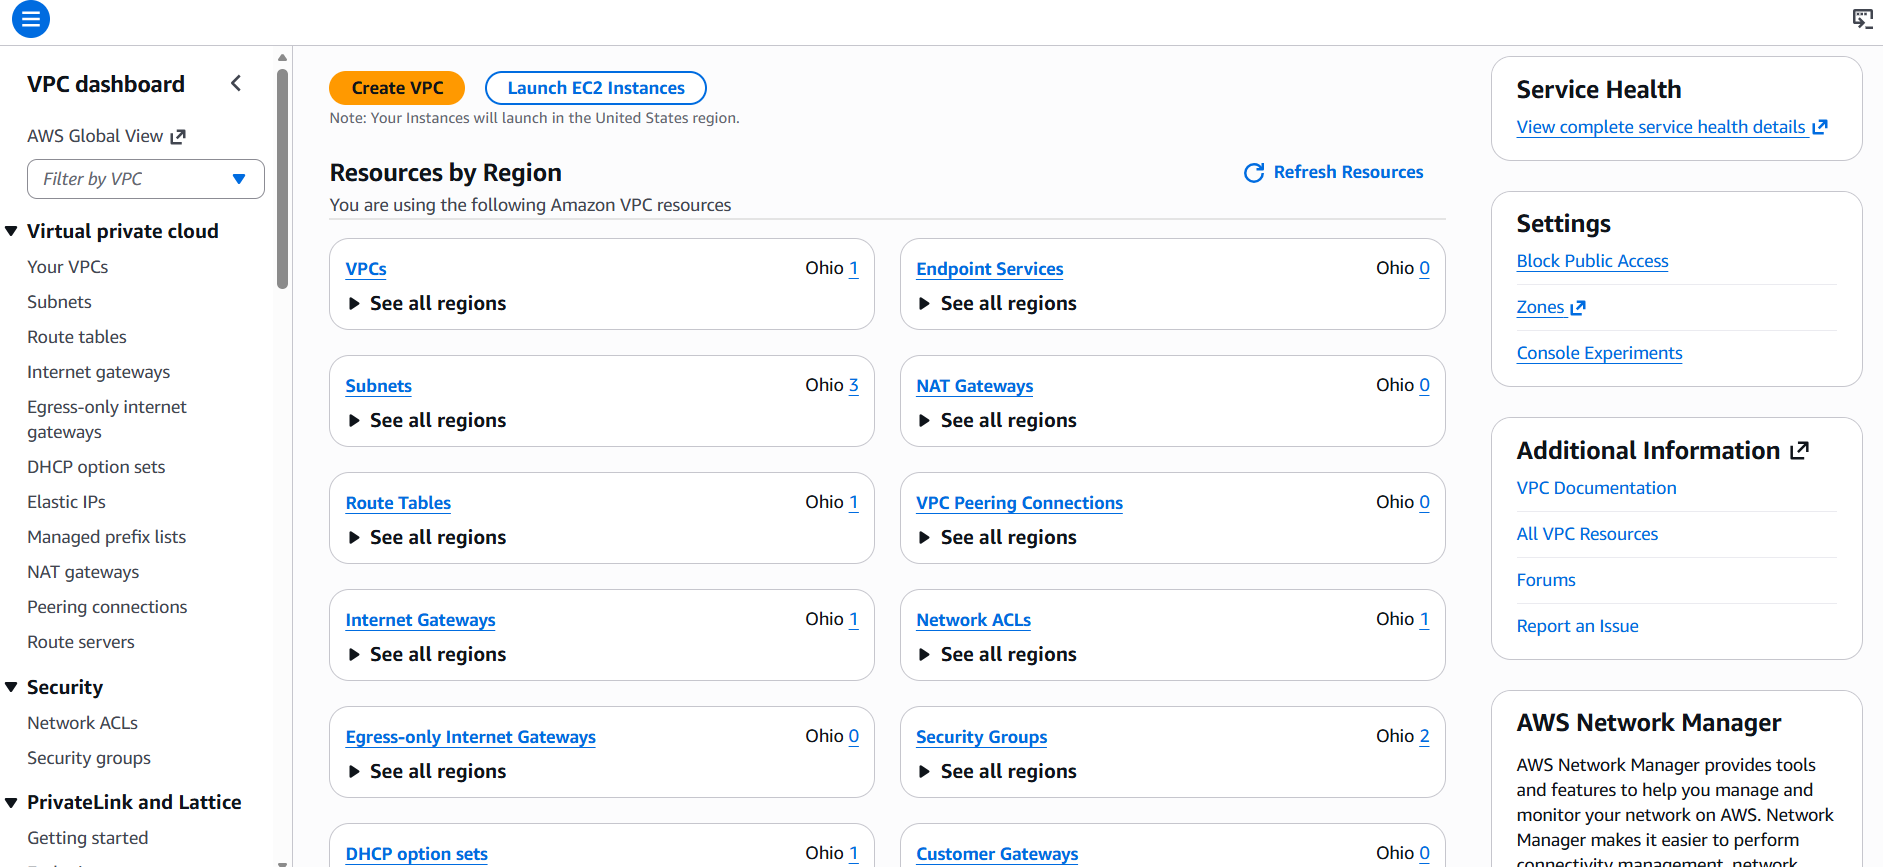 VPC dashboard
AWS Global View
Filter by VPC
Virtual private cloud
Your VPCs
Subnets
Route tables
Internet gateways
Egress-only internet
gateways
DHCP option sets
Elastic IPs
Managed prefix lists
NAT gateways
Peering connections
Route servers
Security
Network ACLs
Security groups
PrivateLink and Lattice
Getting started
Create VPC
Launch EC2 Instances
Note: Your Instances will launch in the United States region.
Resources by Region
Refresh Resources
You are using the following Amazon VPC resources
VPCs
Ohio 1
See all regions
Endpoint Services
Ohio 0
See all regions
Subnets
Ohio 3
See all regions
NAT Gateways
Ohio 0
See all regions
Route Tables
Ohio 1
See all regions
VPC Peering Connections
Ohio 0
See all regions
Internet Gateways
Ohio 1
See all regions
Network ACLs
Ohio 1
See all regions
Egress-only Internet Gateways
Ohio 0
See all regions
Security Groups
Ohio 2
See all regions
DHCP option sets
Ohio 1
Customer Gateways
Ohio 0
Service Health
View complete service health details
Settings
Block Public Access
Zones
Console Experiments
Additional Information
VPC Documentation
All VPC Resources
Forums
Report an Issue
AWS Network Manager
AWS Network Manager provides tools
and features to help you manage and
monitor your network on AWS. Network
Manager makes it easier to perform
connectivity management, network